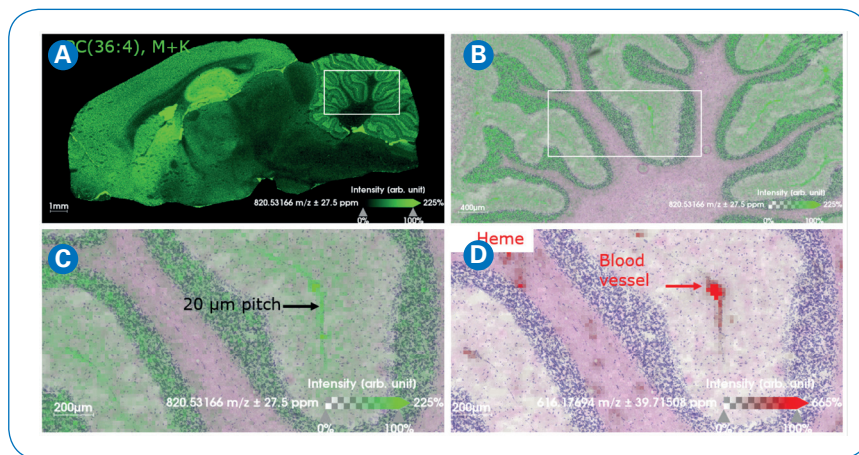 A
PC(36:4), M+K
Intensity (arb. unit)
820.53166 m/z ± 27.5 ppm
225%
0%
100%
1mm
B
Intensity (arb. unit)
820.53166 m/z ± 27.5 ppm
225%
0%
100%
400µm
C
20 µm pitch
Intensity (arb. unit)
820.53166 m/z ± 27.5 ppm
225%
0%
100%
200µm
Heme
D
Blood
vessel
Intensity (arb. unit)
616.17694 m/z ± 39.71508 ppm
665%
0%
100%
200µm